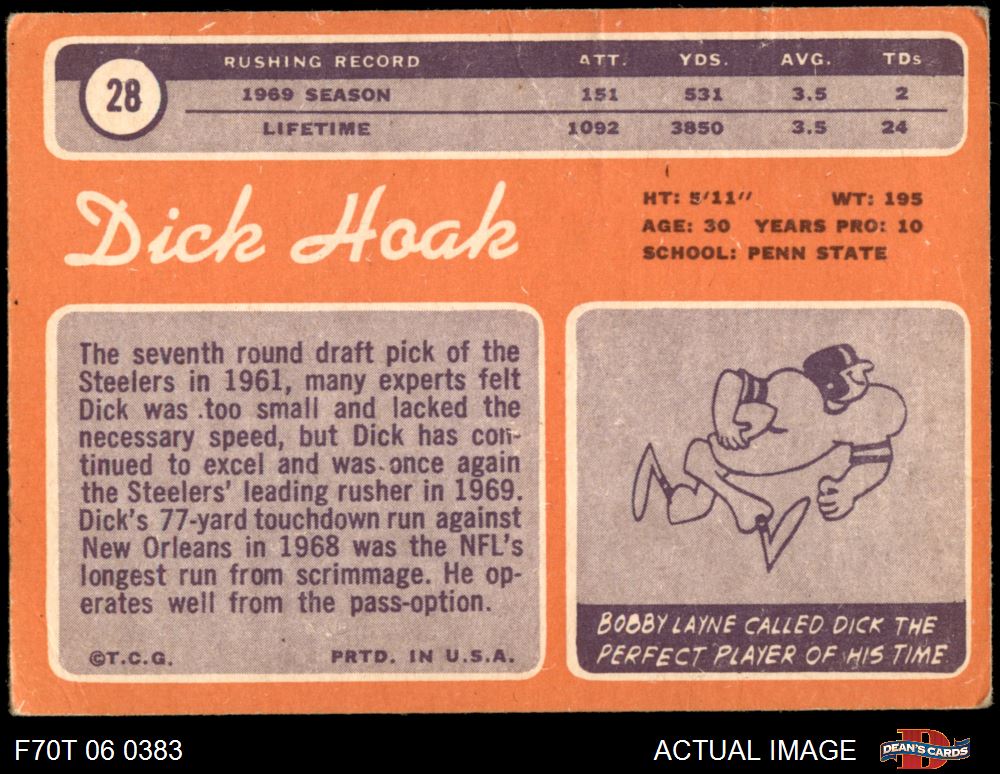 28
RUSHING RECORD ATT. YDS. AVG. TDs
1969 SEASON 151 531 3.5 2
LIFETIME 1092 3850 3.5 24
Dick Hoak
HT: 5'11" WT: 195
AGE: 30 YEARS PRO: 10
SCHOOL: PENN STATE
The seventh round draft pick of the
Steelers in 1961, many experts felt
Dick was too small and lacked the
necessary speed, but Dick has con-
tinued to excel and was once again
the Steelers' leading rusher in 1969.
Dick's 77-yard touchdown run against
New Orleans in 1968 was the NFL's
longest run from scrimmage. He op-
erates well from the pass-option.
©T.C.G. PRTD. IN U.S.A.
BOBBY LAYNE CALLED DICK THE
PERFECT PLAYER OF HIS TIME
F70T 06 0383 ACTUAL IMAGE DEAN'S CARDS